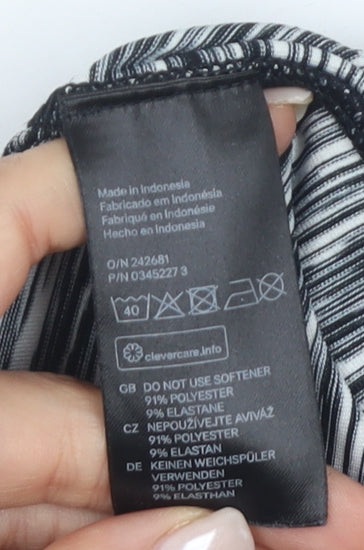 Made in Indonesia
Fabricado em Indonésia
Fabriqué en Indonésie
Hecho en Indonesia
O/N 242681
P/N 0345227 3
40
clevercare.info
GB DO NOT USE SOFTENER
91% POLYESTER
9% ELASTANE
CZ NEPOUŽÍVEJTE AVIVÁŽ
91% POLYESTER
9% ELASTAN
DE KEINEN WEICHSPÜLER
VERWENDEN
91% POLYESTER
9% ELASTHAN